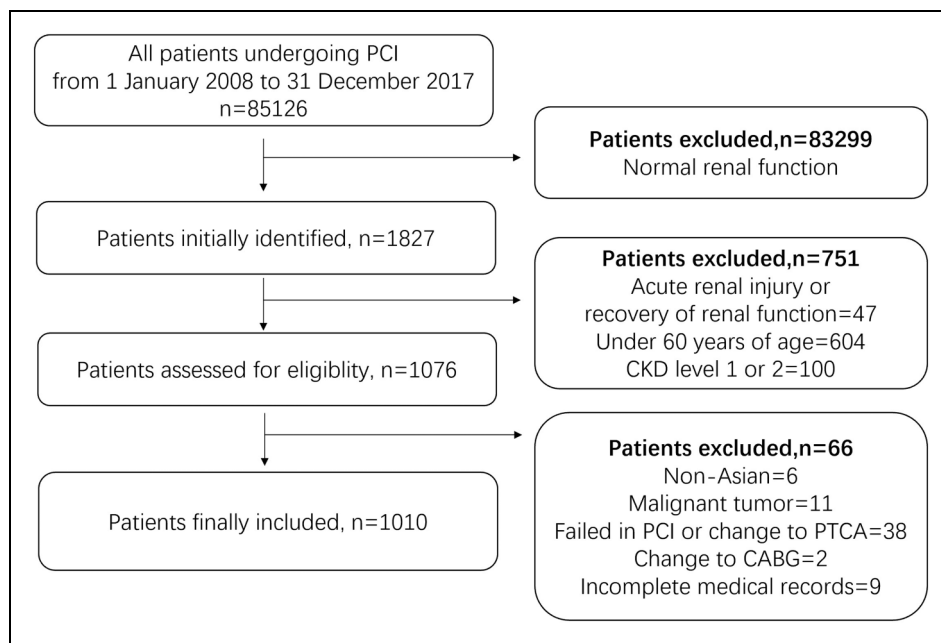 All patients undergoing PCI
from 1 January 2008 to 31 December 2017
n=85126
Patients excluded,n=83299
Normal renal function
Patients initially identified, n=1827
Patients excluded,n=751
Acute renal injury or
recovery of renal function=47
Under 60 years of age=604
CKD level 1 or 2=100
Patients assessed for eligiblity, n=1076
Patients excluded,n=66
Non-Asian=6
Malignant tumor=11
Failed in PCI or change to PTCA=38
Change to CABG=2
Incomplete medical records=9
Patients finally included, n=1010